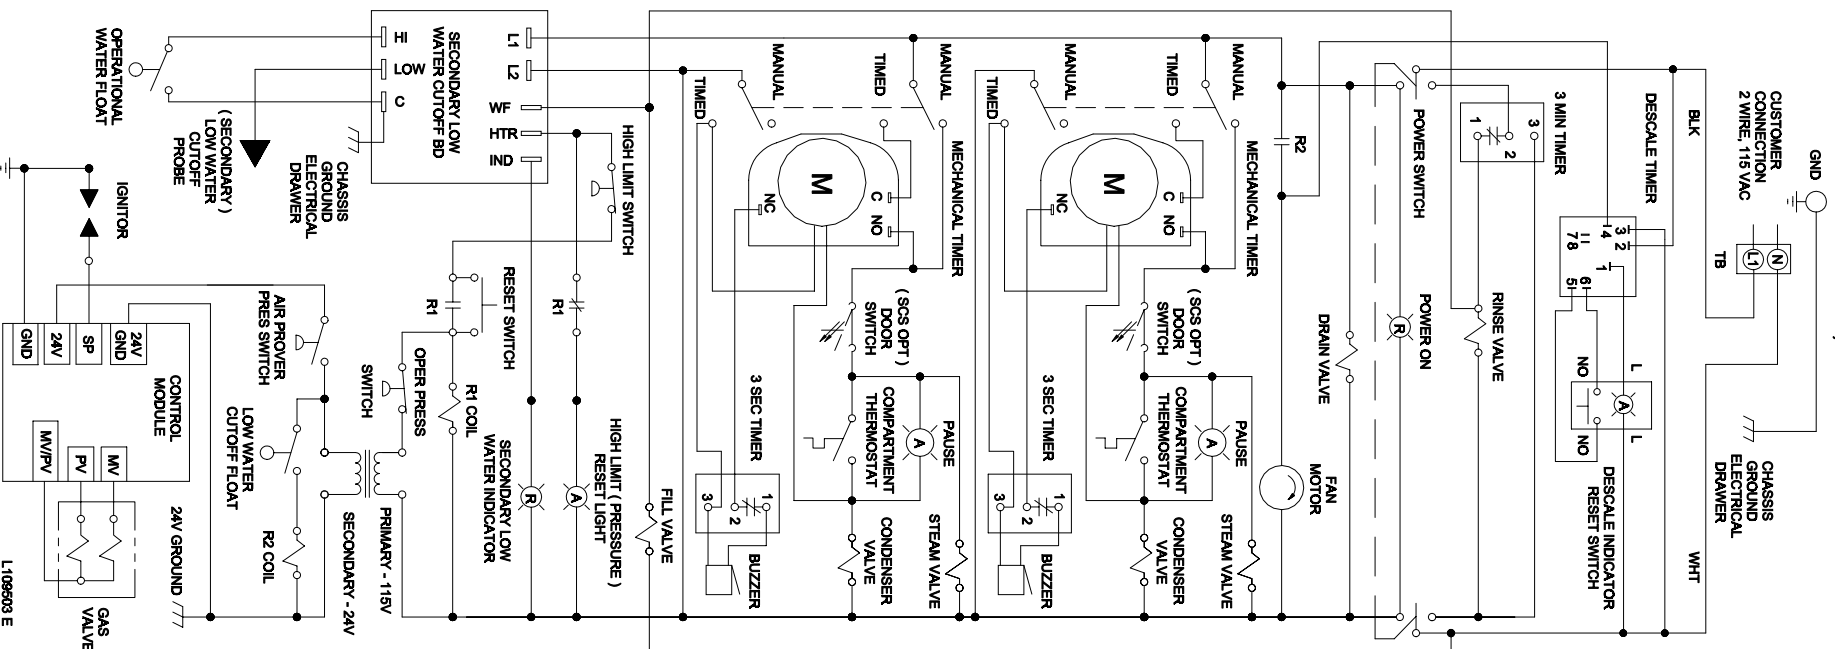 GND
CUSTOMER
CONNECTION
2 WIRE, 115 VAC
N
L1
TB
BLK
WHT
CHASSIS
GROUND
ELECTRICAL
DRAWER
DESCALE TIMER
3
2
4
1
7
8
6
5
L
L
A
NO
NO
DESCALE INDICATOR
RESET SWITCH
3 MIN TIMER
3
1
2
RINSE VALVE
POWER SWITCH
POWER ON
R
DRAIN VALVE
R2
FAN
MOTOR
MANUAL
TIMED
MECHANICAL TIMER
MANUAL
TIMED
M
C
NO
NC
( SCS OPT )
DOOR
SWITCH
PAUSE
A
COMPARTMENT
THERMOSTAT
STEAM VALVE
CONDENSER
VALVE
3 SEC TIMER
1
3
2
BUZZER
MANUAL
TIMED
MECHANICAL TIMER
MANUAL
TIMED
M
C
NO
NC
( SCS OPT )
DOOR
SWITCH
PAUSE
A
COMPARTMENT
THERMOSTAT
STEAM VALVE
CONDENSER
VALVE
3 SEC TIMER
1
3
2
BUZZER
FILL VALVE
L1
L2
WF
HTR
IND
HI
LOW
C
SECONDARY LOW
WATER CUTOFF BD
HIGH LIMIT SWITCH
R1
HIGH LIMIT ( PRESSURE )
RESET LIGHT
A
R
SECONDARY LOW
WATER INDICATOR
RESET SWITCH
R1
R1 COIL
OPER PRESS
SWITCH
PRIMARY - 115V
SECONDARY - 24V
OPERATIONAL
WATER FLOAT
( SECONDARY )
LOW WATER
CUTOFF
PROBE
CHASSIS
GROUND
ELECTRICAL
DRAWER
IGNITOR
AIR PROVER
PRES SWITCH
LOW WATER
CUTOFF FLOAT
R2 COIL
24V GROUND
24V
GND
SP
24V
GND
CONTROL
MODULE
MV
PV
MV/PV
GAS
VALVE
L109503 E